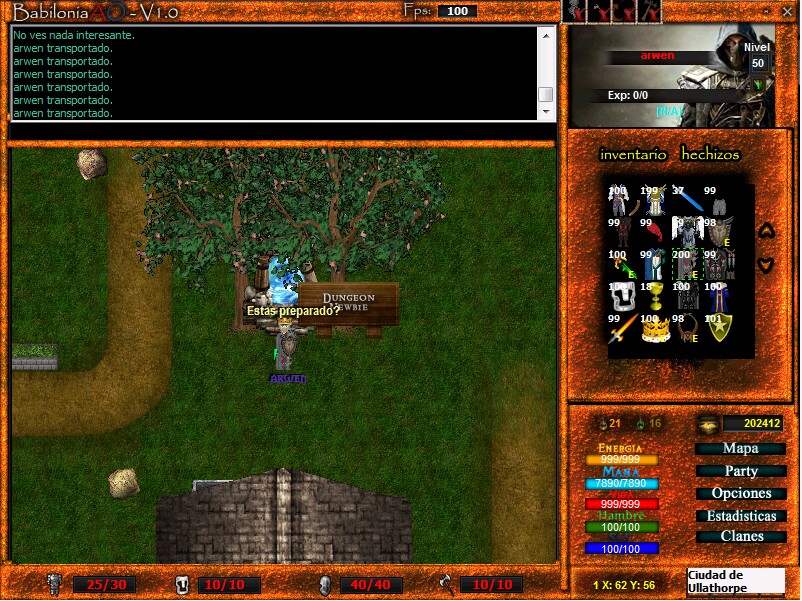 BabiloniaAO - V1.0
Fps: 100
No ves nada interesante.
arwen transportado.
arwen transportado.
arwen transportado.
arwen transportado.
arwen transportado.
arwen transportado.
arwen
Nivel
50
Exp: 0/0
inventario hechizos
100 199 37 99
99 99 99 98
E
100 99 200 99
E E E E
100 18 100 100
99 100 98 101
E
Dungeon
Newbie
Estás preparado?
ARWEN
21 16
202412
Energia
999/999
Mana
7890/7890
999/999
Hambre
100/100
100/100
Mapa
Party
Opciones
Estadisticas
Clanes
25/30 10/10 40/40 10/10
1 X: 62 Y: 56
Ciudad de
Ullathorpe